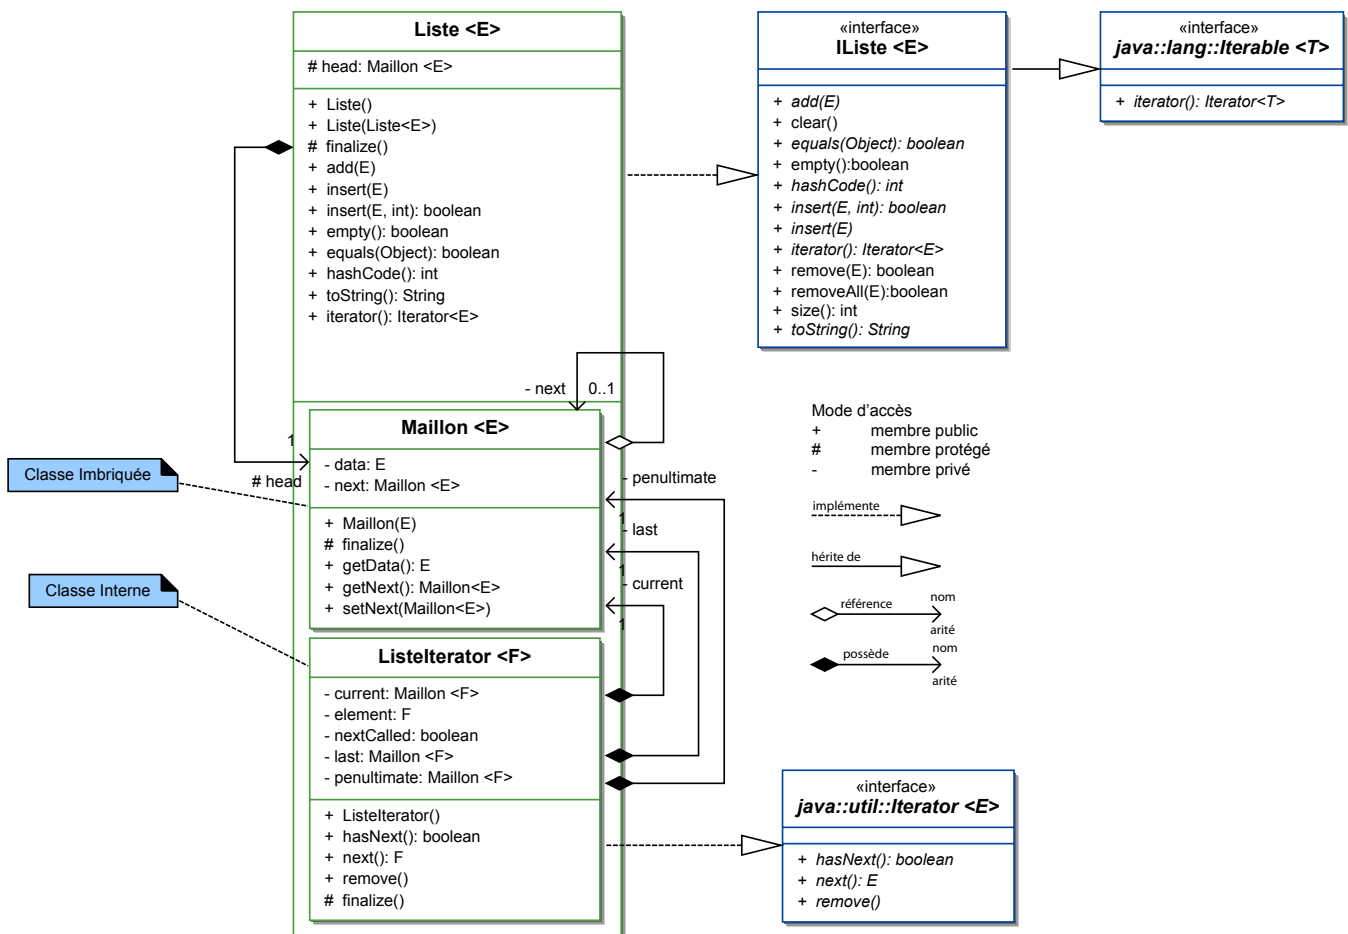 Liste <E>
# head: Maillon <E>
+ Liste()
+ Liste(Liste<E>)
# finalize()
+ add(E)
+ insert(E)
+ insert(E, int): boolean
+ empty(): boolean
+ equals(Object): boolean
+ hashCode(): int
+ toString(): String
+ iterator(): Iterator<E>
«interface»
IListe <E>
+ add(E)
+ clear()
+ equals(Object): boolean
+ empty():boolean
+ hashCode(): int
+ insert(E, int): boolean
+ insert(E)
+ iterator(): Iterator<E>
+ remove(E): boolean
+ removeAll(E):boolean
+ size(): int
+ toString(): String
«interface»
java::lang::Iterable <T>
+ iterator(): Iterator<T>
- next
0..1
1
# head
Maillon <E>
- data: E
- next: Maillon <E>
+ Maillon(E)
# finalize()
+ getData(): E
+ getNext(): Maillon<E>
+ setNext(Maillon<E>)
Classe Imbriquée
Classe Interne
- penultimate
1
- last
1
- current
1
ListeIterator <F>
- current: Maillon <F>
- element: F
- nextCalled: boolean
- last: Maillon <F>
- penultimate: Maillon <F>
+ ListeIterator()
+ hasNext(): boolean
+ next(): F
+ remove()
# finalize()
Mode d'accès
+ membre public
# membre protégé
- membre privé
implémente
hérite de
référence
nom
arité
possède
nom
arité
«interface»
java::util::Iterator <E>
+ hasNext(): boolean
+ next(): E
+ remove()